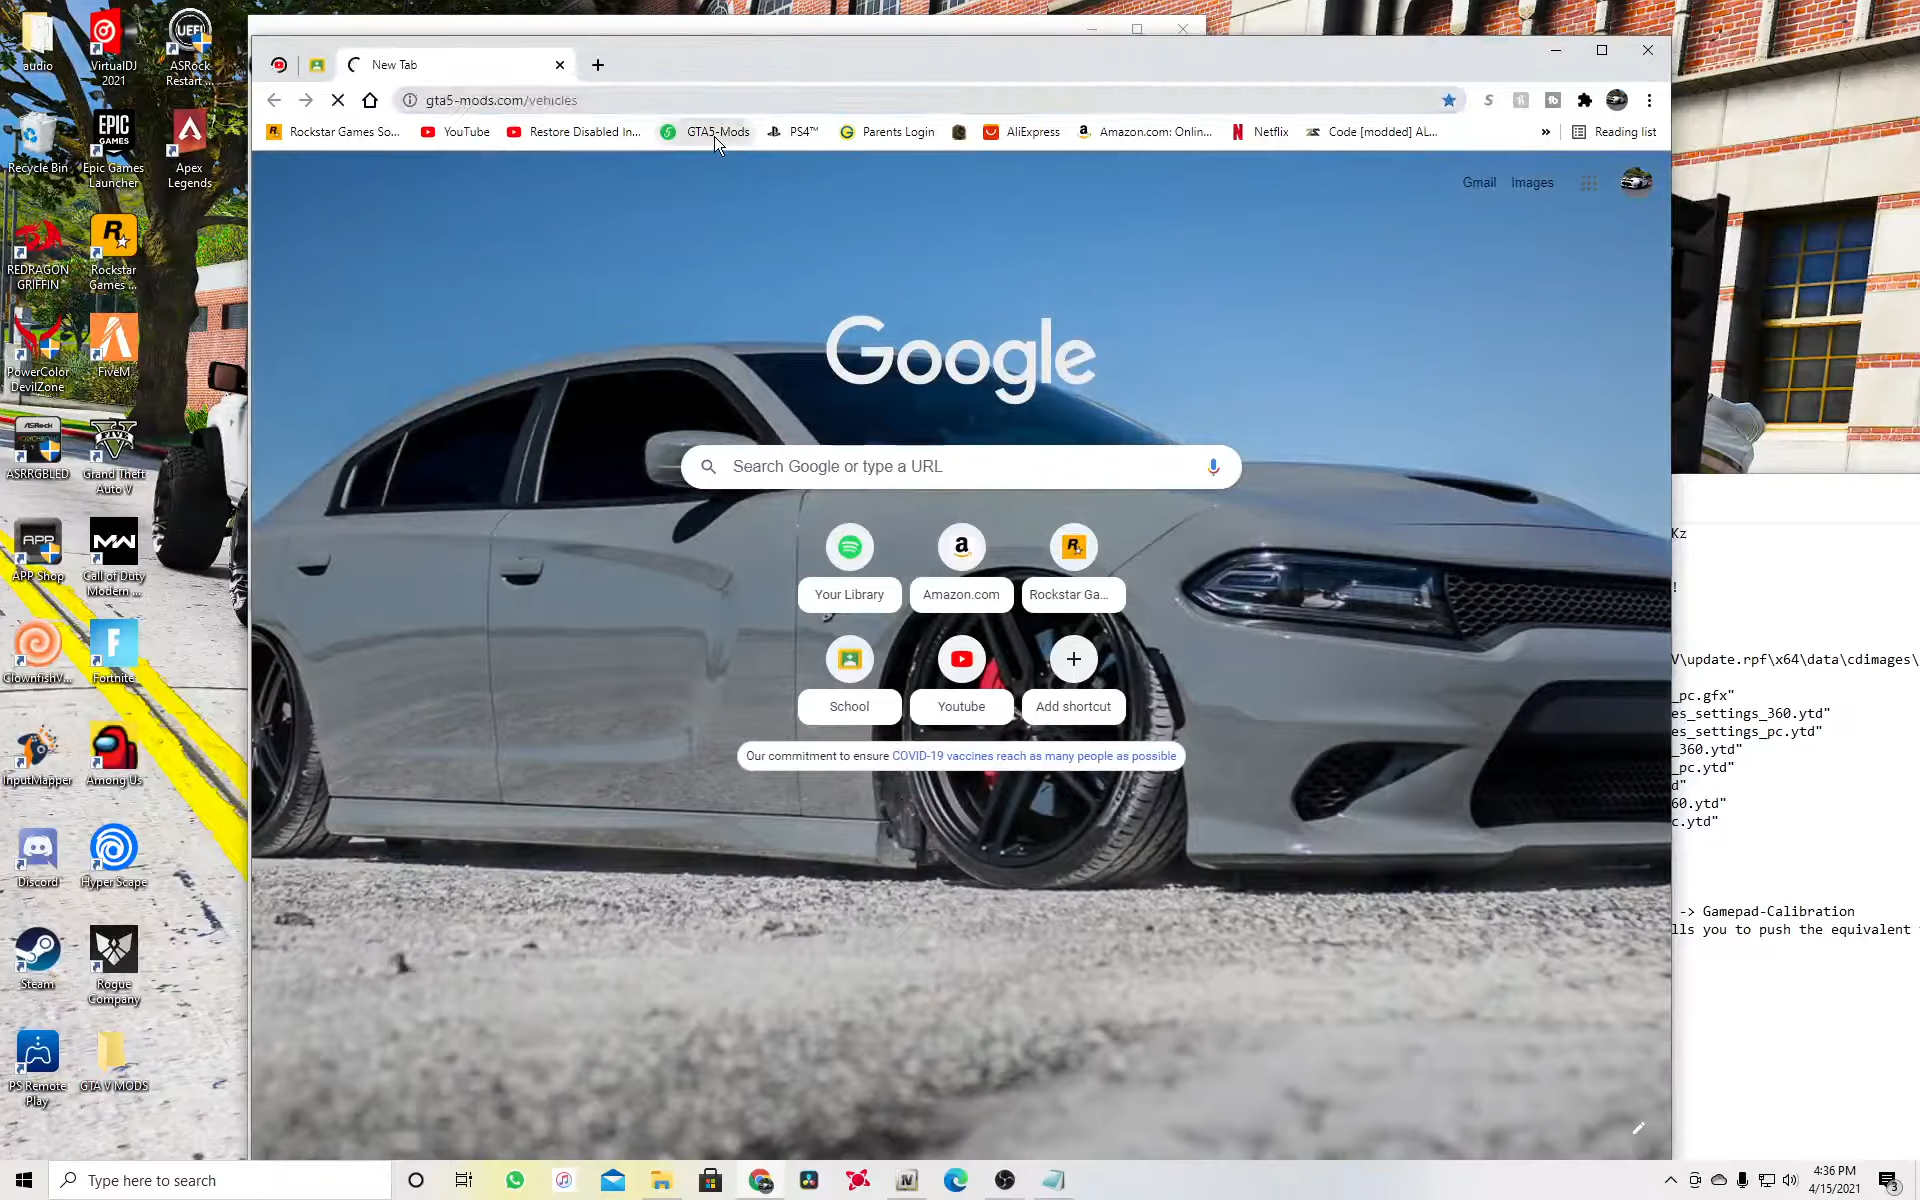 audio
VirtualDJ
2021
ASRock
Restart ...
Recycle Bin
EPIC
GAMES
Epic Games
Launcher
Apex
Legends
REDRAGON
GRIFFIN
Rockstar
Games ...
PowerColor
DevilZone
FiveM
ASRRGBLED
FIVE
Grand Theft
Auto V
APP
APP Shop
MW
Call of Duty
Modern ...
ClownfishV...
Fortnite
InputMapper
Among Us
Discord
Hyper Scape
Steam
Rogue
Company
PS Remote
Play
GTA V MODS
New Tab
gta5-mods.com/vehicles
Rockstar Games So...
YouTube
Restore Disabled In...
GTA5-Mods
PS4™
Parents Login
AliExpress
Amazon.com: Onlin...
Netflix
Code [modded] AL...
»
Reading list
Gmail
Images
Google
Search Google or type a URL
Your Library
Amazon.com
Rockstar Ga...
School
Youtube
Add shortcut
Our commitment to ensure COVID-19 vaccines reach as many people as possible
Kz
!
V\update.rpf\x64\data\cdimages\
_pc.gfx"
es_settings_360.ytd"
es_settings_pc.ytd"
_360.ytd"
_pc.ytd"
d"
60.ytd"
c.ytd"
-> Gamepad-Calibration
lls you to push the equivalent
Type here to search
4:36 PM
4/15/2021
3